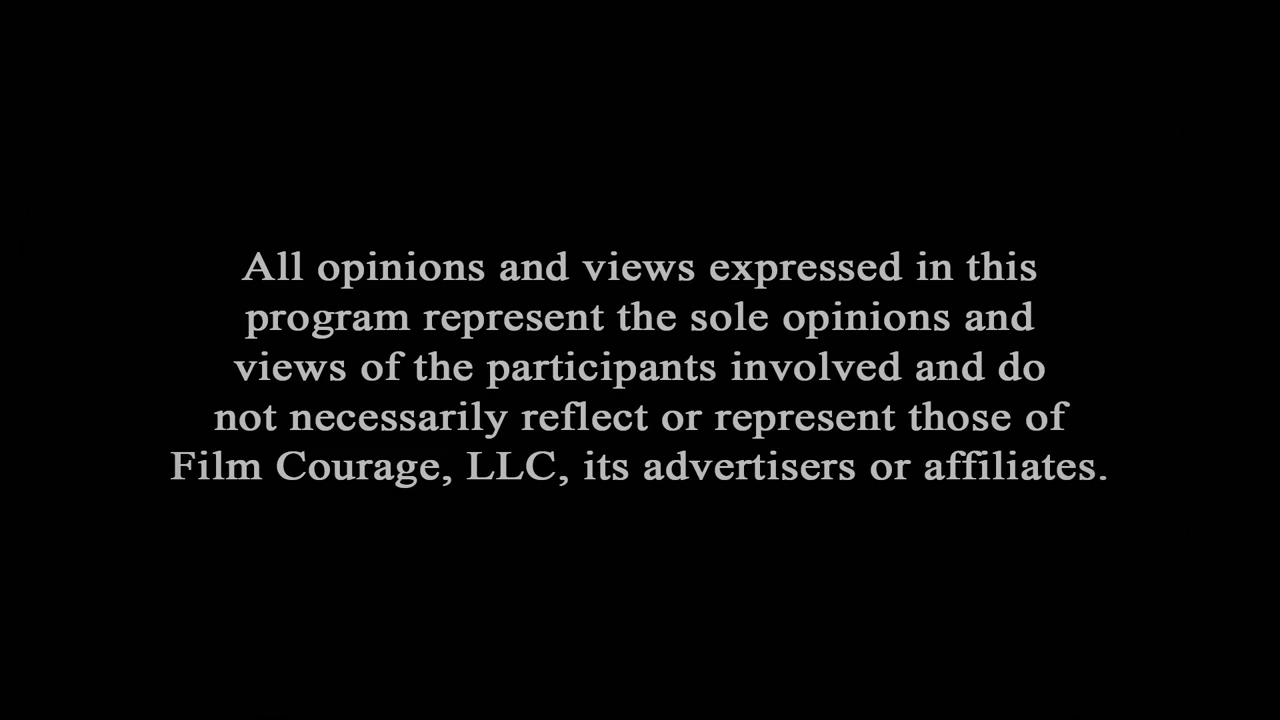 All opinions and views expressed in this
program represent the sole opinions and
views of the participants involved and do
not necessarily reflect or represent those of
Film Courage, LLC, its advertisers or affiliates.